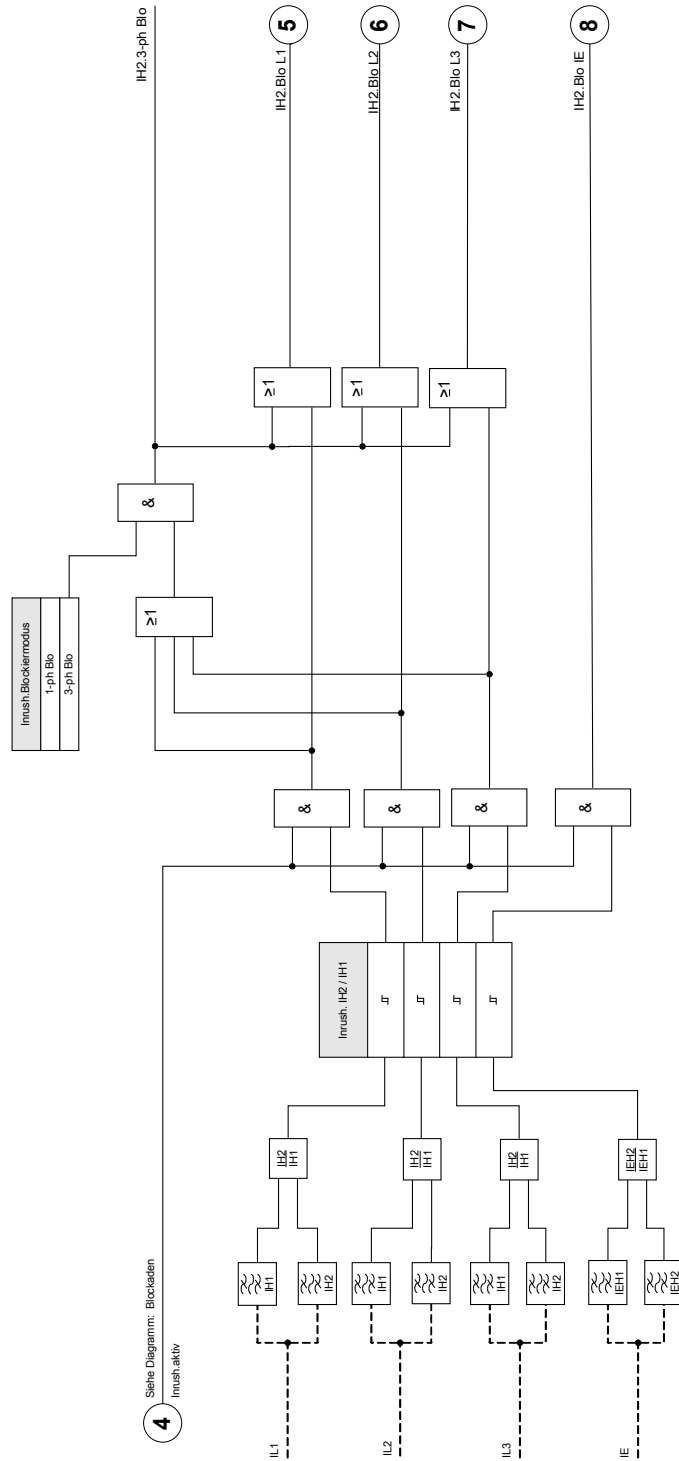 4
Siehe Diagramm: Blockaden
Inrush.aktiv
IL1
IL2
IL3
IE
IH1
IH2
IH1
IH2
IH1
IH2
IEH1
IEH2
IH2
IH1
IH2
IH1
IH2
IH1
IEH2
IEH1
Inrush. IH2 / IH1
&
&
&
&
Inrush.Blockiermodus
1-ph Blo
3-ph Blo
≥1
&
≥1
≥1
≥1
IH2.3-ph Blo
IH2.Blo L1
5
IH2.Blo L2
6
IH2.Blo L3
7
IH2.Blo IE
8